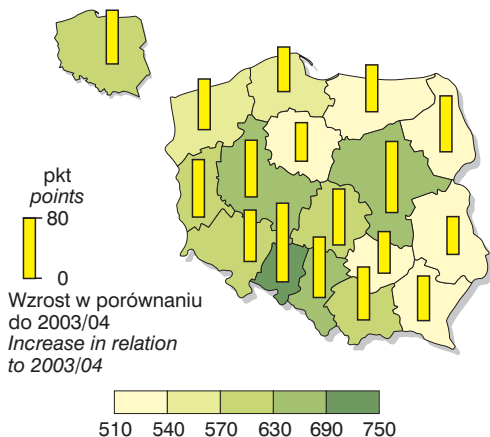 pkt
points
80
0
Wzrost w porównaniu
do 2003/04
Increase in relation
to 2003/04
510 540 570 630 690 750